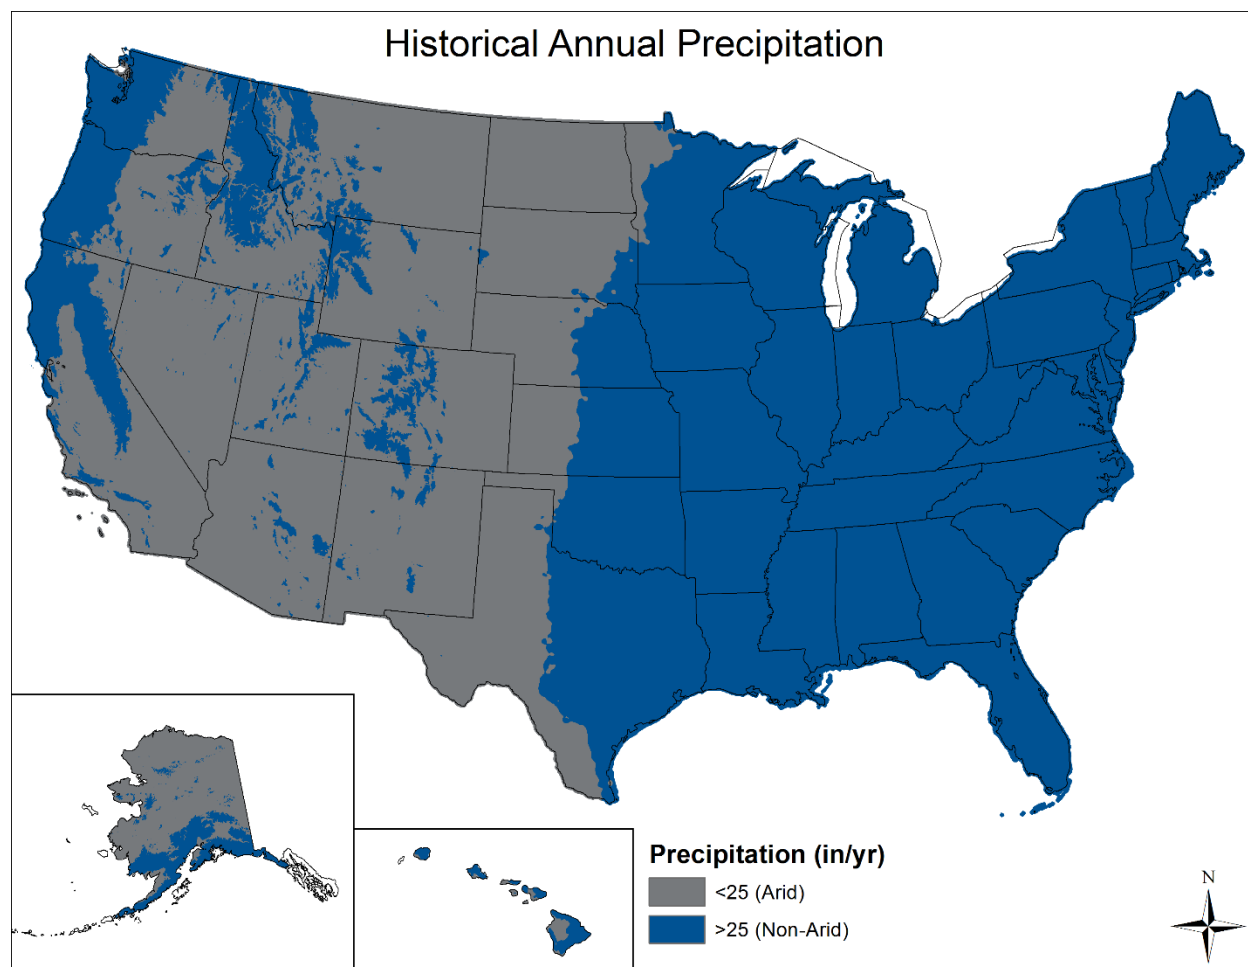 Historical Annual Precipitation
Precipitation (in/yr)
<25 (Arid)
>25 (Non-Arid)
N